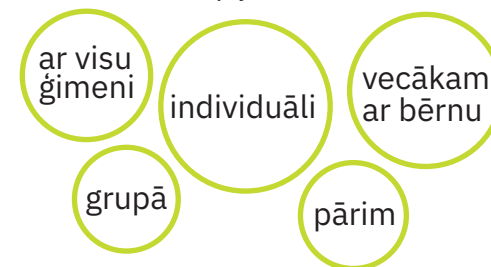 ar visu
ģimeni
individuāli
vecākam
ar bērnu
grupā
pārim